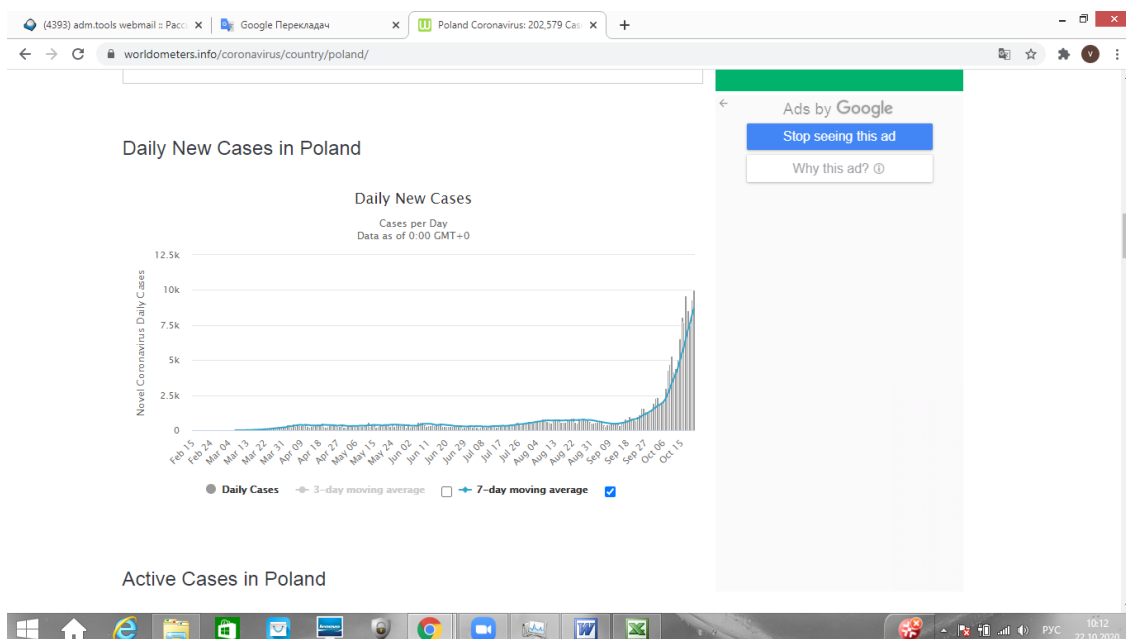 (4393) adm.tools webmail :: Расс
Google Перекладач
Poland Coronavirus: 202,579 Cas
worldometers.info/coronavirus/country/poland/
V
Ads by Google
Stop seeing this ad
Why this ad?
Daily New Cases in Poland
Daily New Cases
Cases per Day
Data as of 0:00 GMT+0
Novel Coronavirus Daily Cases
12.5k
10k
7.5k
5k
2.5k
0
Feb 15
Feb 24
Mar 04
Mar 13
Mar 22
Mar 31
Apr 09
Apr 18
Apr 27
May 06
May 15
May 24
Jun 02
Jun 11
Jun 20
Jun 29
Jul 08
Jul 17
Jul 26
Aug 04
Aug 13
Aug 22
Aug 31
Sep 09
Sep 18
Sep 27
Oct 06
Oct 15
Daily Cases 3-day moving average 7-day moving average
Active Cases in Poland
РУС
10:12
22.10.2020